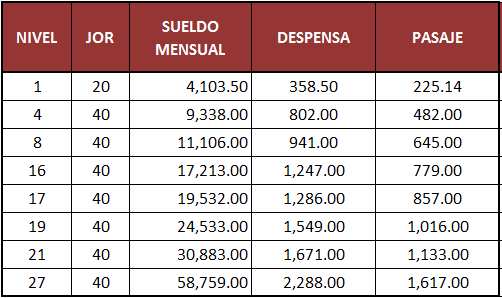 NIVEL JOR SUELDO MENSUAL DESPENSA PASAJE
1 20 4,103.50 358.50 225.14
4 40 9,338.00 802.00 482.00
8 40 11,106.00 941.00 645.00
16 40 17,213.00 1,247.00 779.00
17 40 19,532.00 1,286.00 857.00
19 40 24,533.00 1,549.00 1,016.00
21 40 30,883.00 1,671.00 1,133.00
27 40 58,759.00 2,288.00 1,617.00